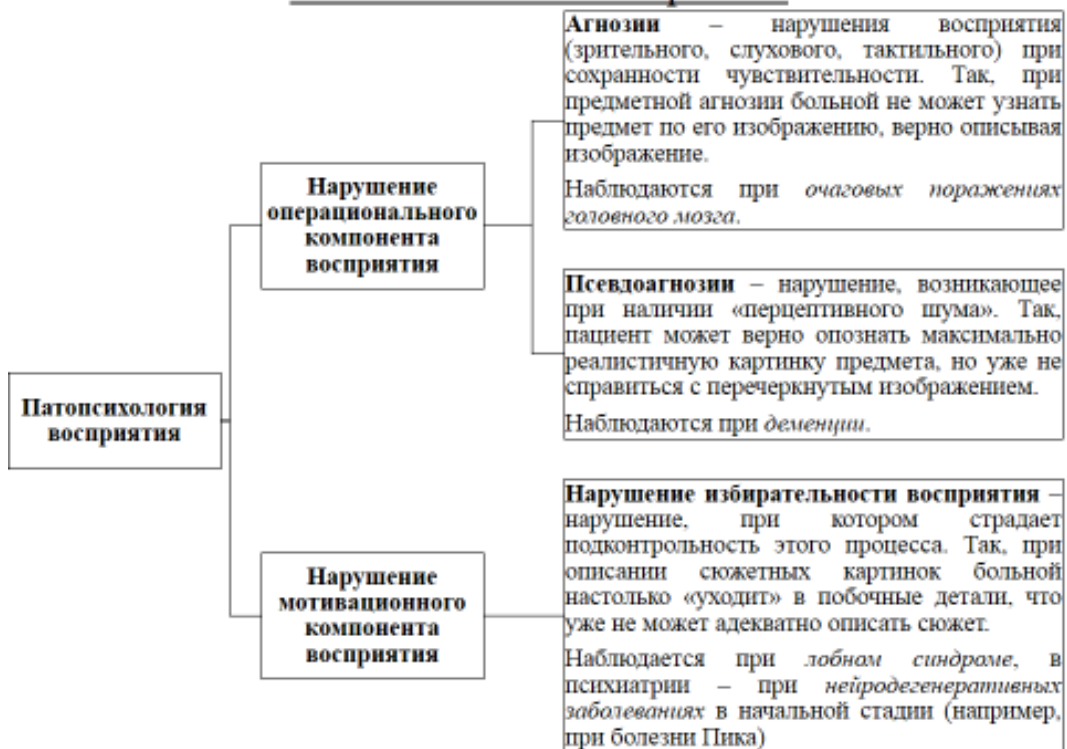 Агнозии – нарушения восприятия
(зрительного, слухового, тактильного) при
сохранности чувствительности. Так, при
предметной агнозии больной не может узнать
предмет по его изображению, верно описывая
изображение.
Наблюдаются при очаговых поражениях
головного мозга.
Нарушение
операционального
компонента
восприятия
Псевдоагнозии – нарушение, возникающее
при наличии «перцептивного шума». Так,
пациент может верно опознать максимально
реалистичную картинку предмета, но уже не
справиться с перечеркнутым изображением.
Наблюдаются при деменции.
Патопсихология
восприятия
Нарушение избирательности восприятия –
нарушение, при котором страдает
подконтрольность этого процесса. Так, при
описании сюжетных картинок больной
настолько «уходит» в побочные детали, что
уже не может адекватно описать сюжет.
Наблюдается при лобном синдроме, в
психиатрии – при нейродегенеративных
заболеваниях в начальной стадии (например,
при болезни Пика)
Нарушение
мотивационного
компонента
восприятия